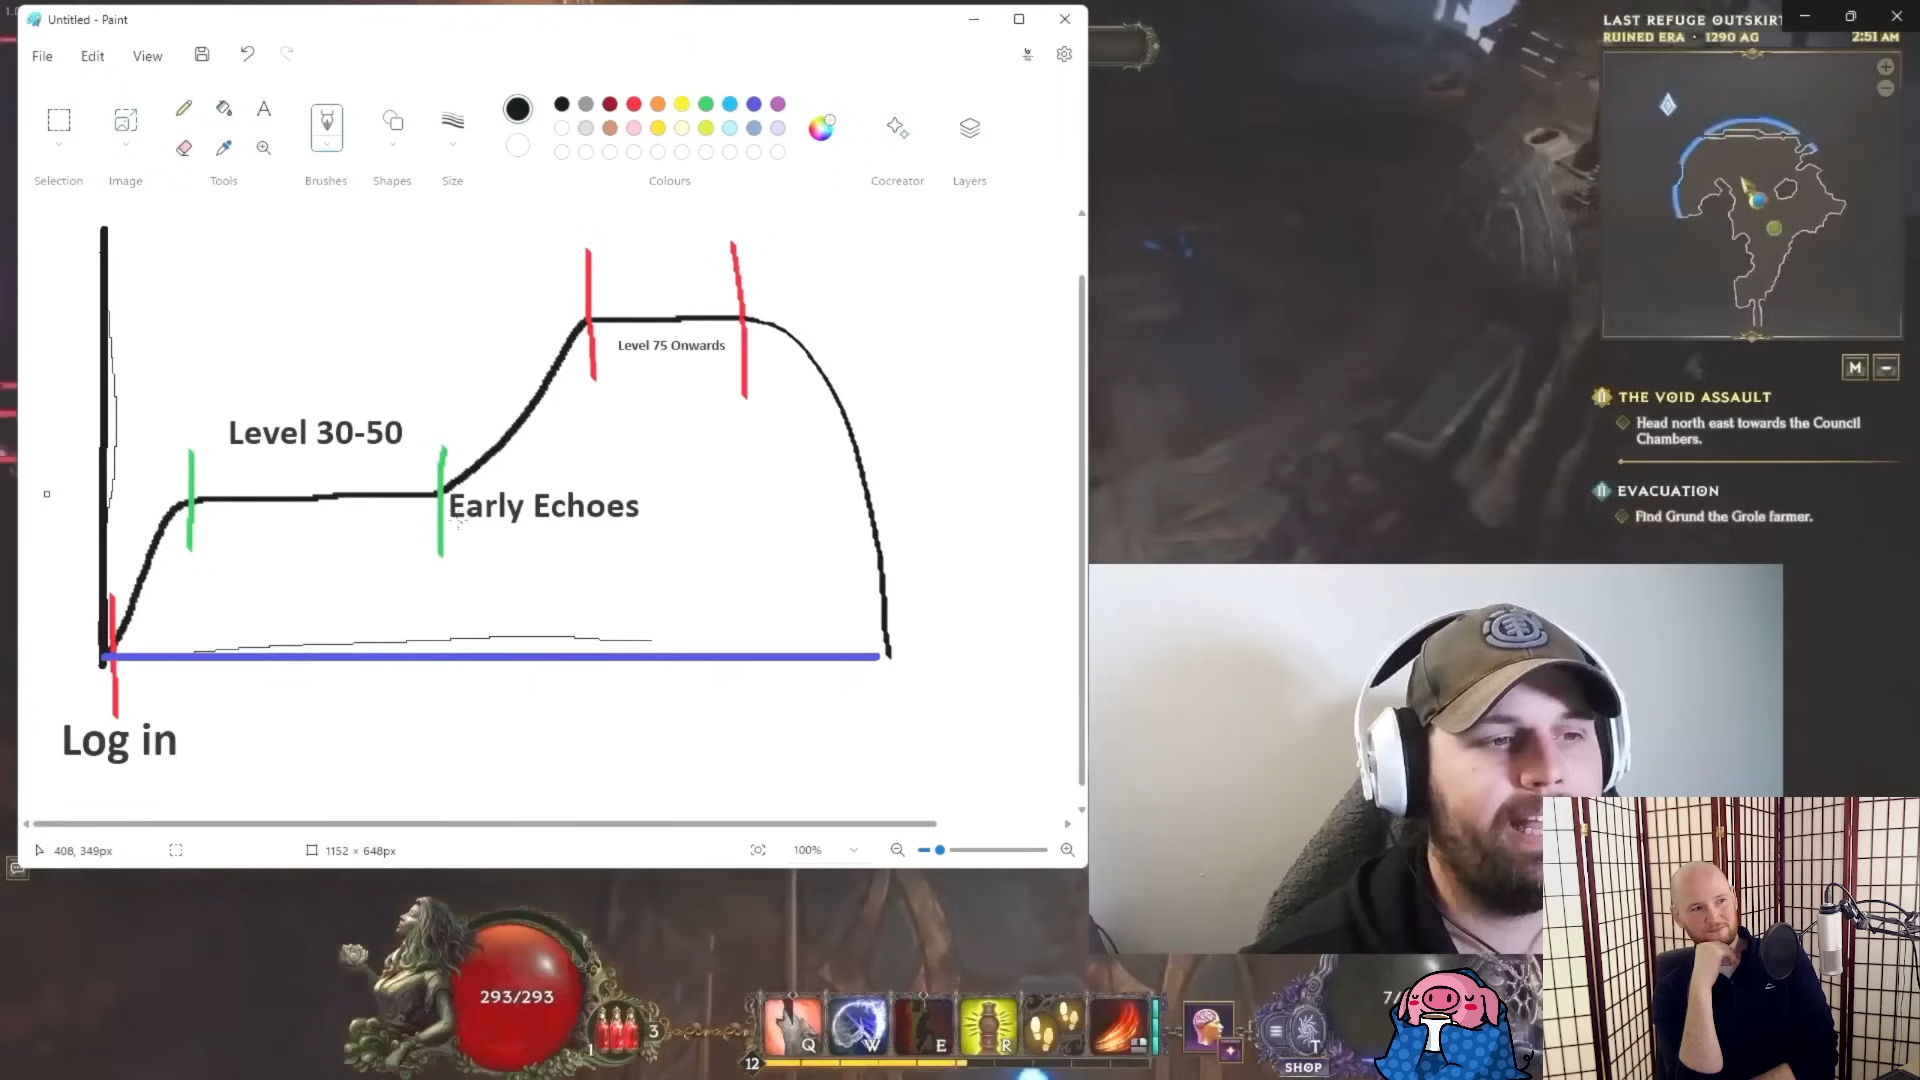 Untitled - Paint
File
Edit
View
Selection
Image
Tools
Brushes
Shapes
Size
Colours
Cocreator
Layers
Level 75 Onwards
Level 30-50
Early Echoes
Log in
408, 349px
1152 × 648px
100%
LAST REFUGE OUTSKIRT
RUINED ERA · 1290 AG
2:51 AM
M
THE VOID ASSAULT
Head north east towards the Council
Chambers.
EVACUATION
Find Grund the Grole farmer.
293/293
1
3
Q
W
E
R
T
12
7/
SHOP